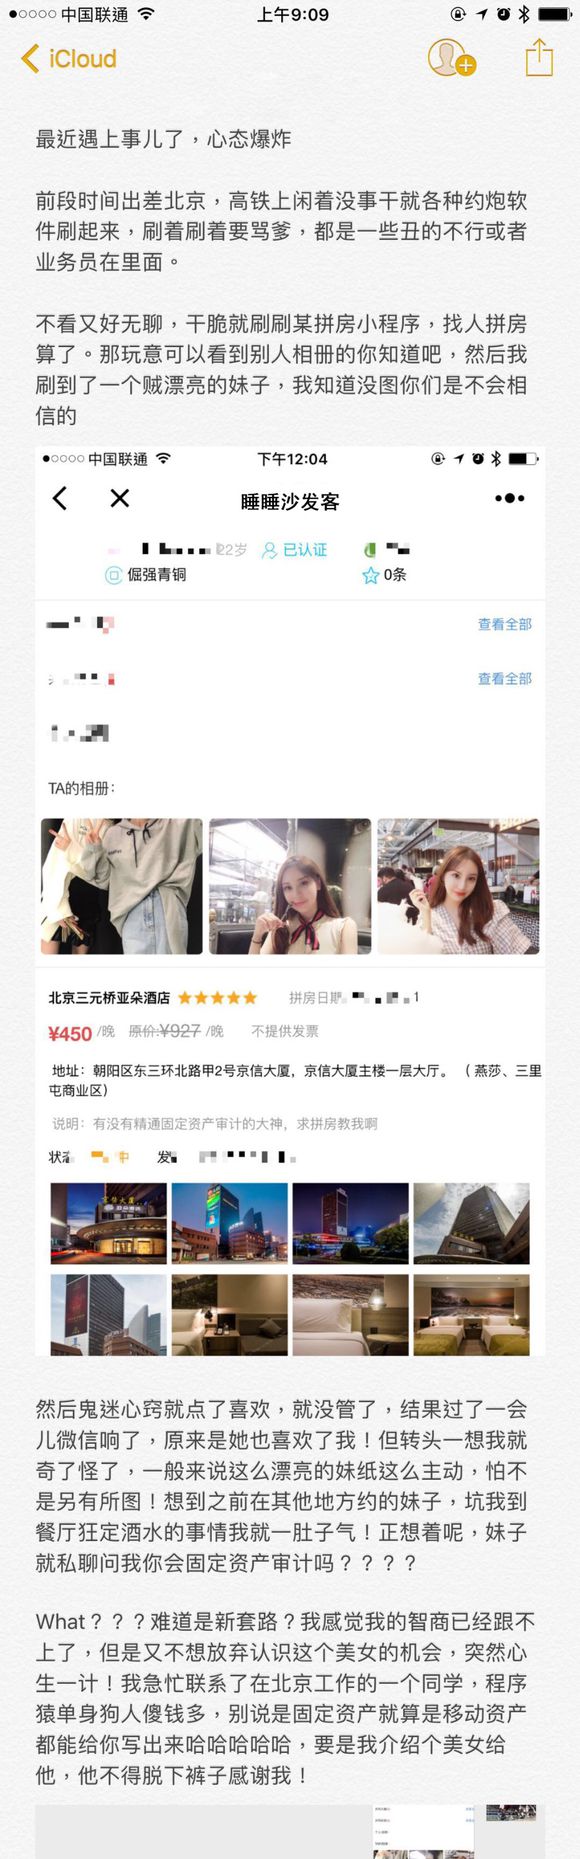 中国联通
上午9:09
iCloud
最近遇上事儿了，心态爆炸
前段时间出差北京，高铁上闲着没事干就各种约炮软
件刷起来，刷着刷着要骂爹，都是一些丑的不行或者
业务员在里面。
不看又好无聊，干脆就刷刷某拼房小程序，找人拼房
算了。那玩意可以看到别人相册的你知道吧，然后我
刷到了一个贼漂亮的妹子，我知道没图你们是不会相
信的
中国联通
下午12:04
睡睡沙发客
22岁 已认证
倔强青铜 0条
查看全部
查看全部
TA的相册：
北京三元桥亚朵酒店 拼房日期 1
¥450 /晚 原价:¥927 /晚 不提供发票
地址：朝阳区东三环北路甲2号京信大厦，京信大厦主楼一层大厅。（燕莎、三里
屯商业区）
说明：有没有精通固定资产审计的大神，求拼房教我啊
京信大厦
然后鬼迷心窍就点了喜欢，就没管了，结果过了一会
儿微信响了，原来是她也喜欢了我！但转头一想我就
奇了怪了，一般来说这么漂亮的妹纸这么主动，怕不
是另有所图！想到之前在其他地方约的妹子，坑我到
餐厅狂定酒水的事情我就一肚子气！正想着呢，妹子
就私聊问我你会固定资产审计吗？？？？
What？？？难道是新套路？我感觉我的智商已经跟不
上了，但是又不想放弃认识这个美女的机会，突然心
生一计！我急忙联系了在北京工作的一个同学，程序
猿单身狗人傻钱多，别说是固定资产就算是移动资产
都能给你写出来哈哈哈哈哈，要是我介绍个美女给
他，他不得脱下裤子感谢我！